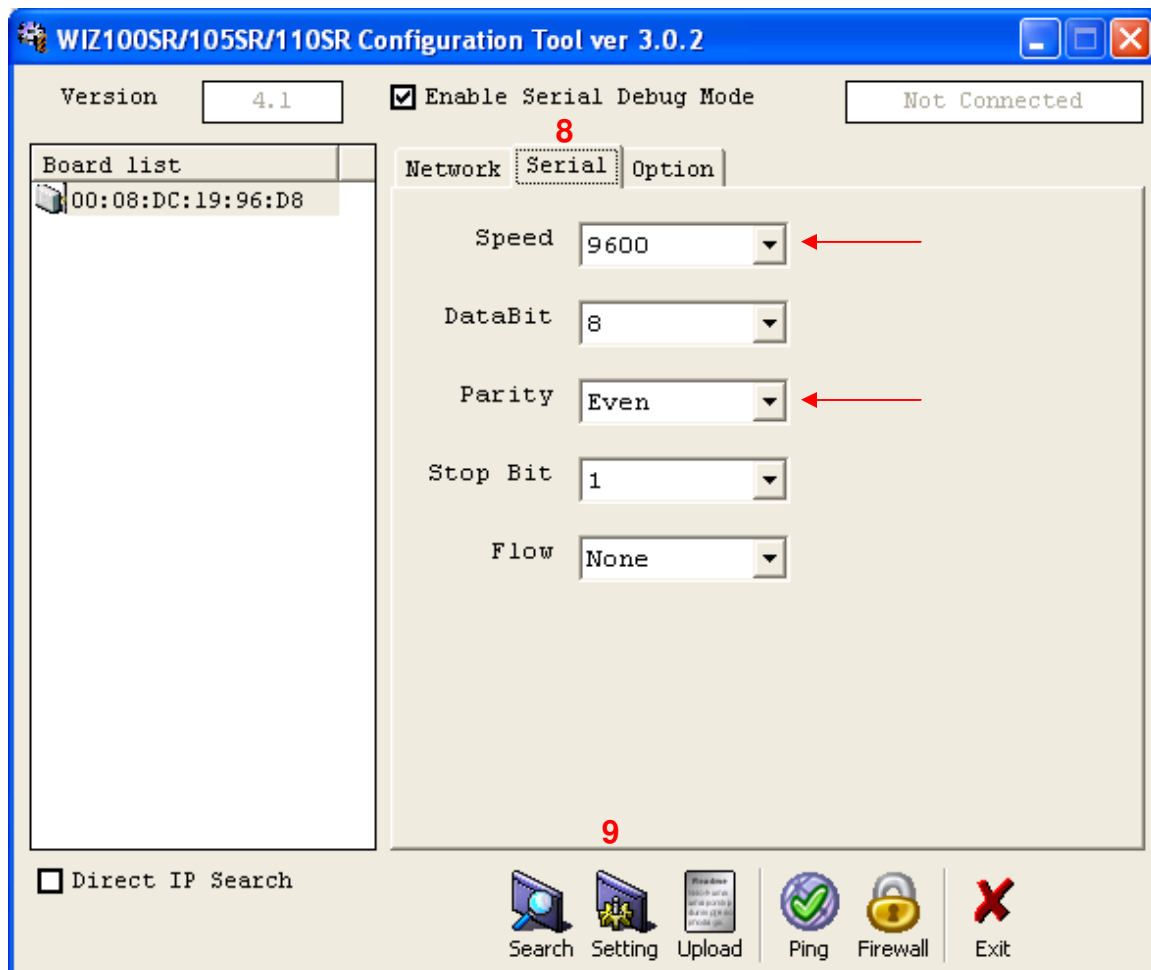 WIZ100SR/105SR/110SR Configuration Tool ver 3.0.2
Version 4.1 Enable Serial Debug Mode Not Connected
8
Board list
00:08:DC:19:96:D8
Network Serial Option
Speed 9600
DataBit 8
Parity Even
Stop Bit 1
Flow None
9
Direct IP Search
Readme
Search Setting Upload Ping Firewall Exit